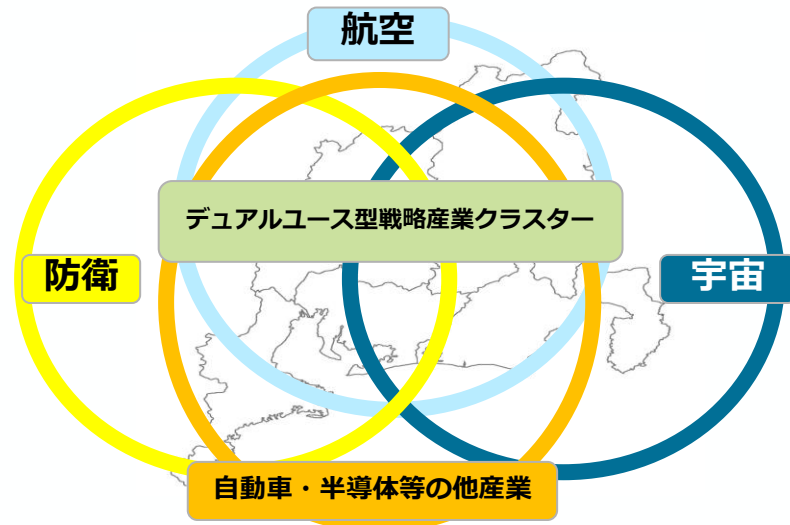 航空
デュアルユース型戦略産業クラスター
防衛
宇宙
自動車・半導体等の他産業